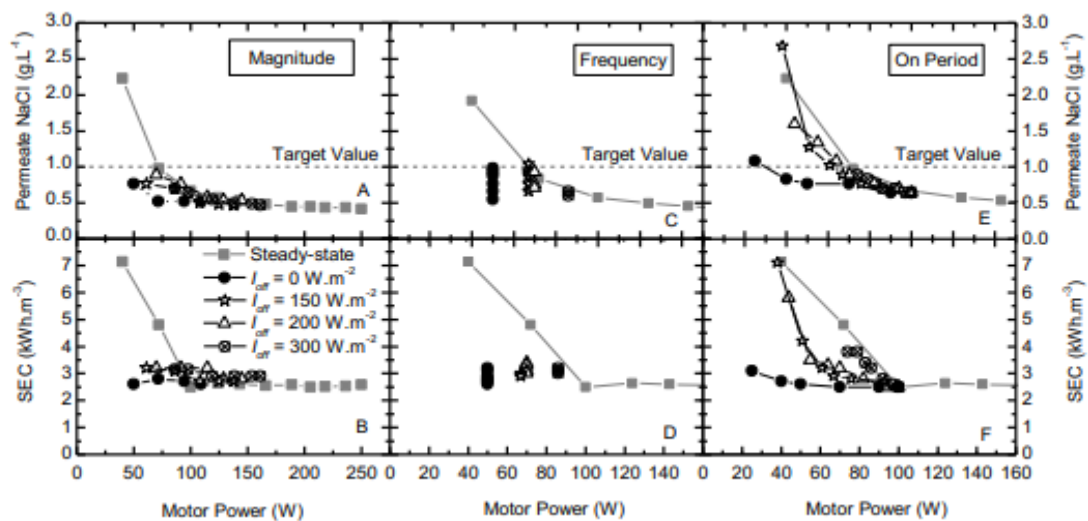 Permeate NaCl (g.L⁻¹)
3.0
2.5
2.0
1.5
1.0
0.5
0.0
Magnitude
Target Value
A
Frequency
Target Value
C
On Period
Target Value
E
3.0
2.5
2.0
1.5
1.0
0.5
0.0
Permeate NaCl (g.L⁻¹)
SEC (kWh.m⁻³)
7
6
5
4
3
2
1
0
Steady-state
I_off = 0 W.m⁻²
I_off = 150 W.m⁻²
I_off = 200 W.m⁻²
I_off = 300 W.m⁻²
B
D
F
7
6
5
4
3
2
1
0
SEC (kWh.m⁻³)
0 50 100 150 200 250
0 20 40 60 80 100 120 140
0 20 40 60 80 100 120 140 160
Motor Power (W)
Motor Power (W)
Motor Power (W)